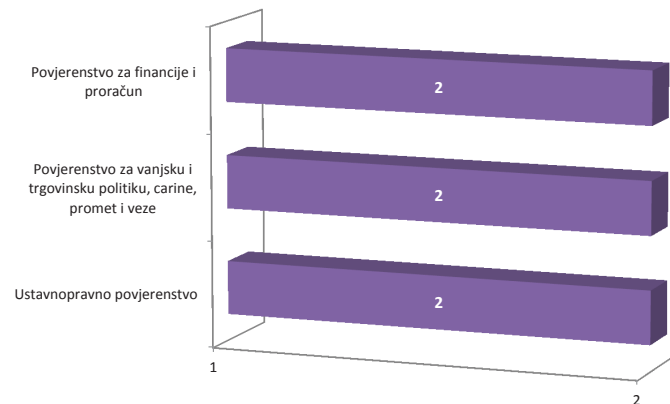 Povjerenstvo za financije i
proračun
2
Povjerenstvo za vanjsku i
trgovinsku politiku, carine,
promet i veze
2
Ustavnopravno povjerenstvo
2
1
2